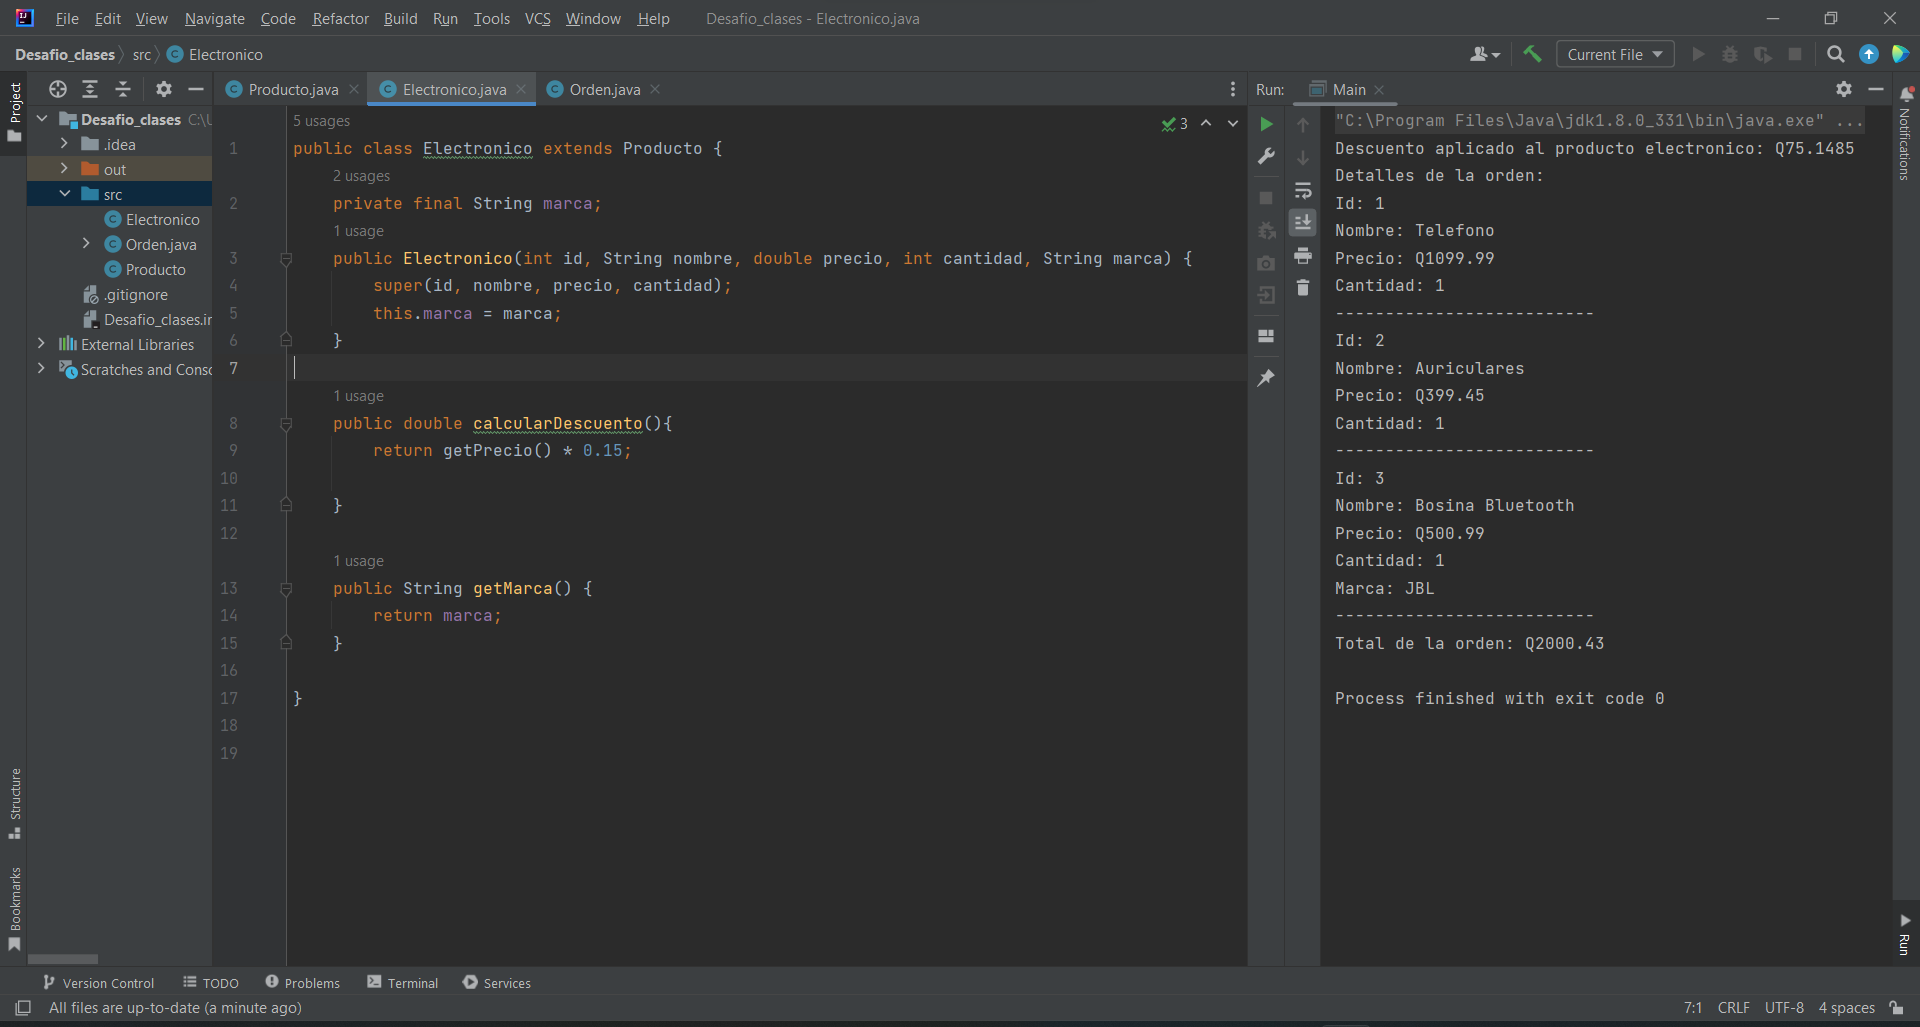 File Edit View Navigate Code Refactor Build Run Tools VCS Window Help Desafio_clases - Electronico.java
Desafio_clases src Electronico Current File
Project
Producto.java Electronico.java Orden.java
Run: Main
Notifications
Desafio_clases C:\U
.idea
out
src
Electronico
Orden.java
Producto
.gitignore
Desafio_clases.ir
External Libraries
Scratches and Conso
5 usages
3
1 public class Electronico extends Producto {
2 usages
2 private final String marca;
1 usage
3 public Electronico(int id, String nombre, double precio, int cantidad, String marca) {
4 super(id, nombre, precio, cantidad);
5 this.marca = marca;
6 }
7
1 usage
8 public double calcularDescuento(){
9 return getPrecio() * 0.15;
10
11 }
12
1 usage
13 public String getMarca() {
14 return marca;
15 }
16
17 }
18
19
"C:\Program Files\Java\jdk1.8.0_331\bin\java.exe" ...
Descuento aplicado al producto electronico: Q75.1485
Detalles de la orden:
Id: 1
Nombre: Telefono
Precio: Q1099.99
Cantidad: 1
--------------------------
Id: 2
Nombre: Auriculares
Precio: Q399.45
Cantidad: 1
--------------------------
Id: 3
Nombre: Bosina Bluetooth
Precio: Q500.99
Cantidad: 1
Marca: JBL
--------------------------
Total de la orden: Q2000.43
Process finished with exit code 0
Structure
Bookmarks
Run
Version Control TODO Problems Terminal Services
All files are up-to-date (a minute ago) 7:1 CRLF UTF-8 4 spaces